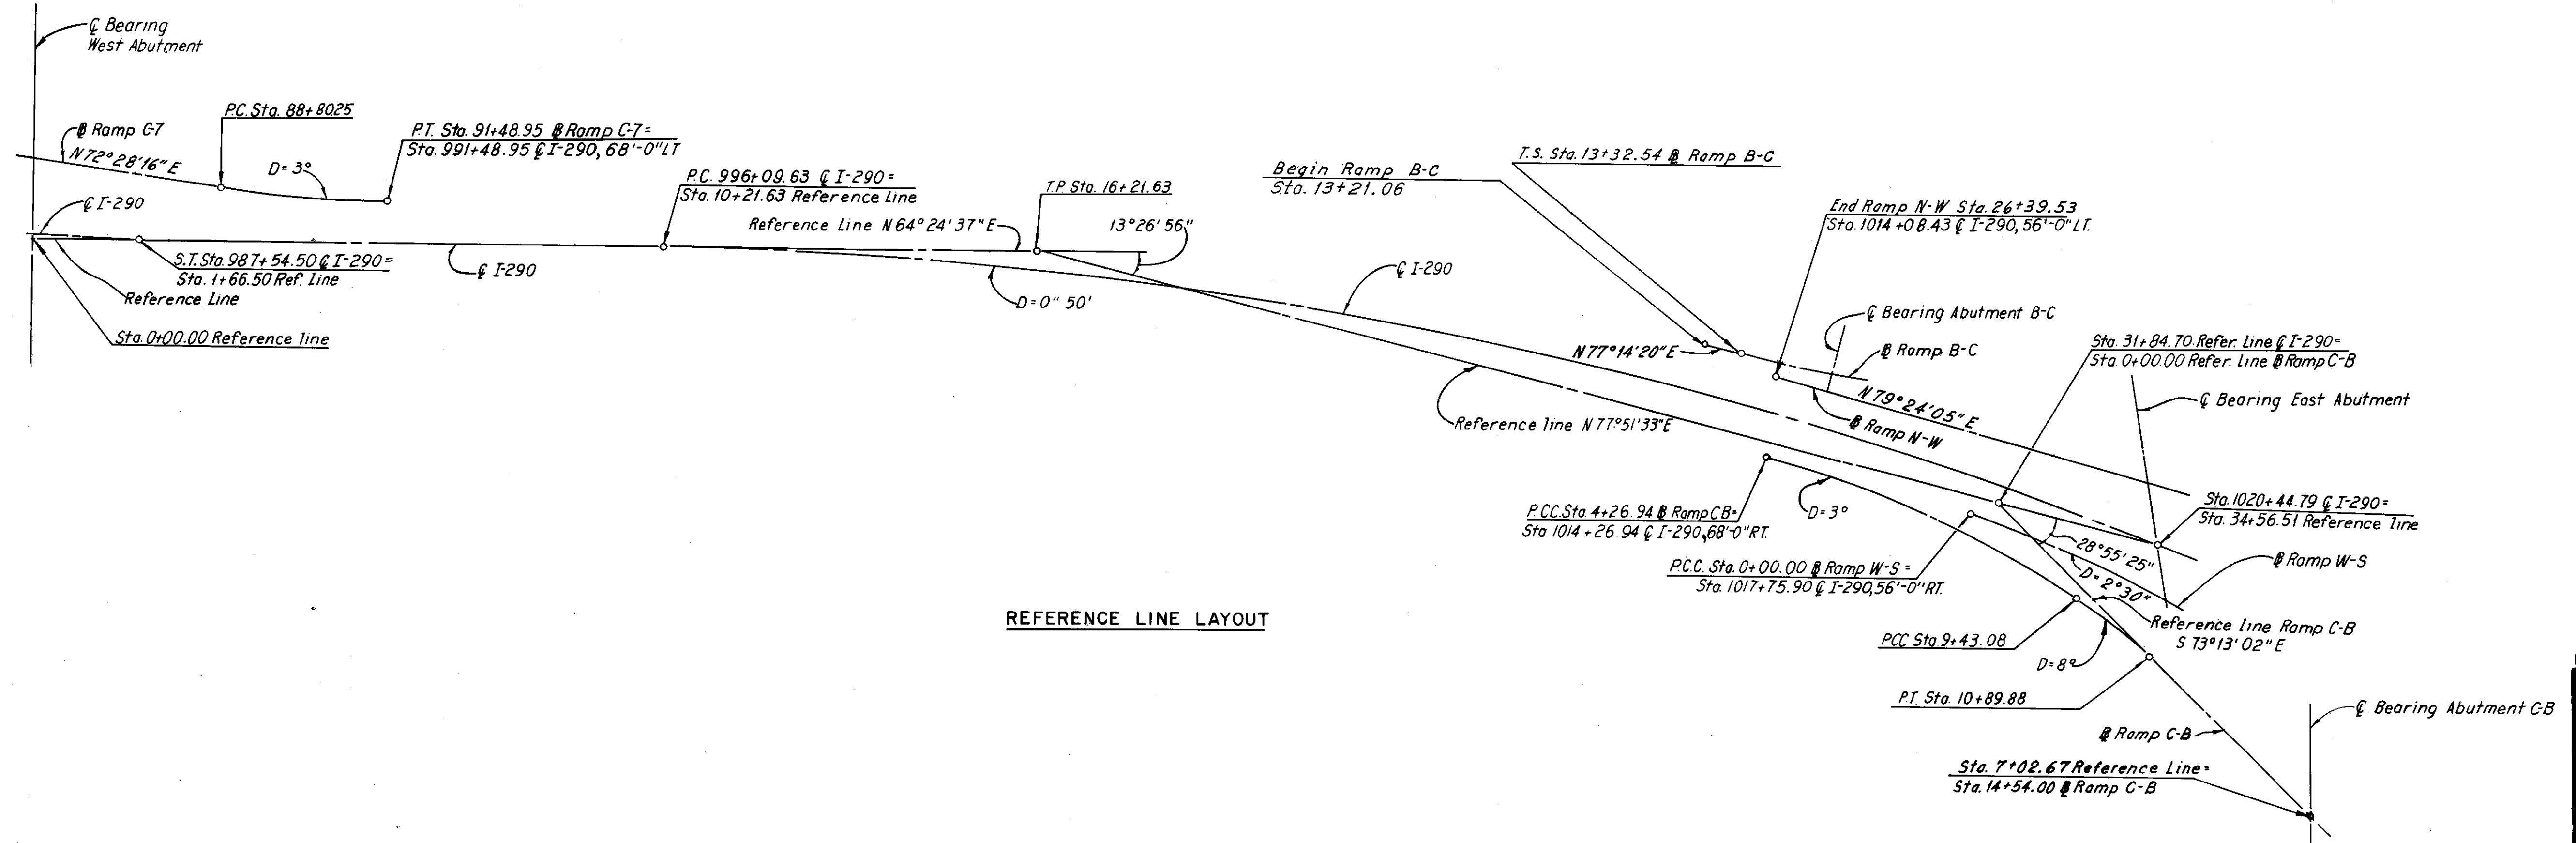 ℄ Bearing
West Abutment
P.C. Sta. 88+80.25
℔ Ramp C-7
N 72° 28' 16" E
D = 3°
P.T. Sta. 91+48.95 ℔ Ramp C-7 =
Sta. 991+48.95 ℄ I-290, 68'-0" LT
℄ I-290
P.C. 996+09.63 ℄ I-290 =
Sta. 10+21.63 Reference Line
T.P. Sta. 16+21.63
Reference line N 64° 24' 37" E
13° 26' 56"
S.T. Sta. 987+54.50 ℄ I-290 =
Sta. 1+66.50 Ref. Line
Reference Line
Sta. 0+00.00 Reference line
℄ I-290
D = 0" 50'
℄ I-290
Begin Ramp B-C
Sta. 13+21.06
T.S. Sta. 13+32.54 ℔ Ramp B-C
End Ramp N-W Sta. 26+39.53
Sta. 1014+08.43 ℄ I-290, 56'-0" LT.
℄ Bearing Abutment B-C
N 77° 14' 20" E
℔ Ramp B-C
Sta. 31+84.70 Refer. Line ℄ I-290 =
Sta. 0+00.00 Refer. line ℔ Ramp C-B
N 79° 24' 05" E
℔ Ramp N-W
℄ Bearing East Abutment
Reference line N 77° 51' 33" E
P.C.C. Sta. 4+26.94 ℔ Ramp CB =
Sta. 1014+26.94 ℄ I-290, 68'-0" RT.
D = 3°
Sta. 1020+44.79 ℄ I-290 =
Sta. 34+56.51 Reference line
P.C.C. Sta. 0+00.00 ℔ Ramp W-S =
Sta. 1017+75.90 ℄ I-290, 56'-0" RT.
28° 55' 25"
D = 2° 30"
℔ Ramp W-S
REFERENCE LINE LAYOUT
PCC Sta. 9+43.08
Reference line Ramp C-B
S 73° 13' 02" E
D = 8°
P.T. Sta. 10+89.88
℔ Ramp C-B
℄ Bearing Abutment C-B
Sta. 7+02.67 Reference Line =
Sta. 14+54.00 ℔ Ramp C-B